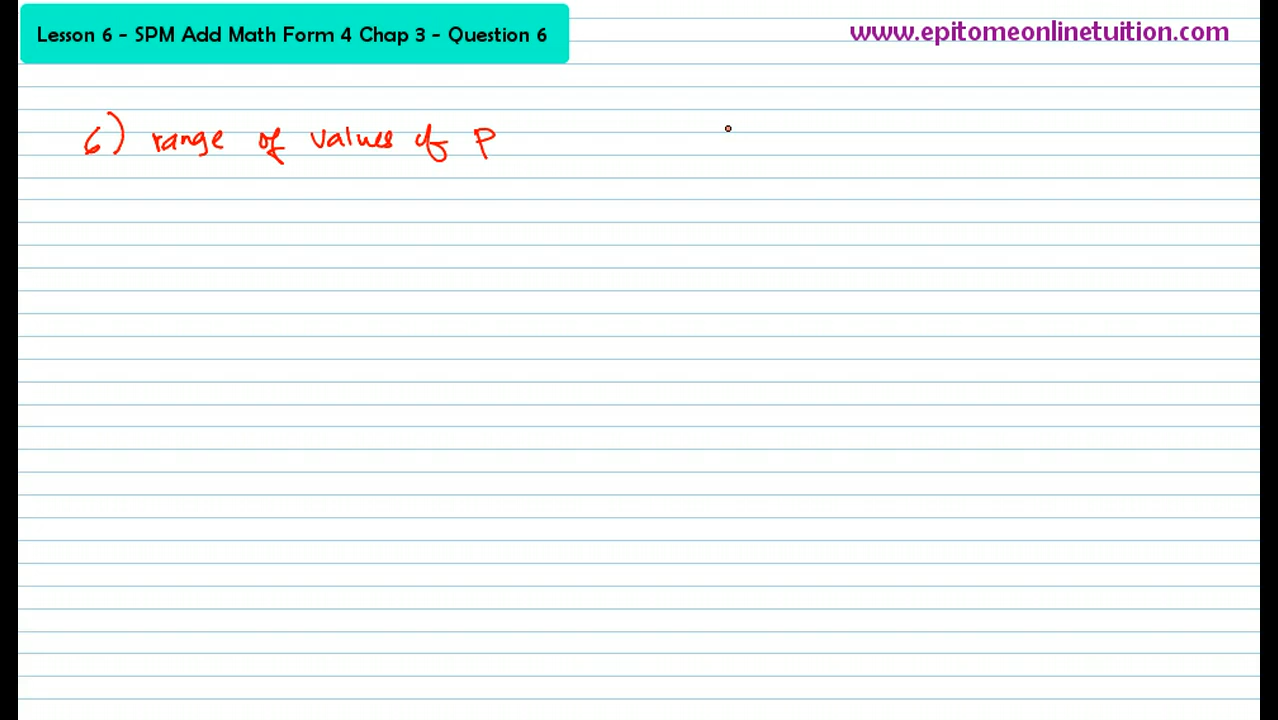 Lesson 6 - SPM Add Math Form 4 Chap 3 - Question 6
www.epitomeonlinetuition.com
6) range of values of p